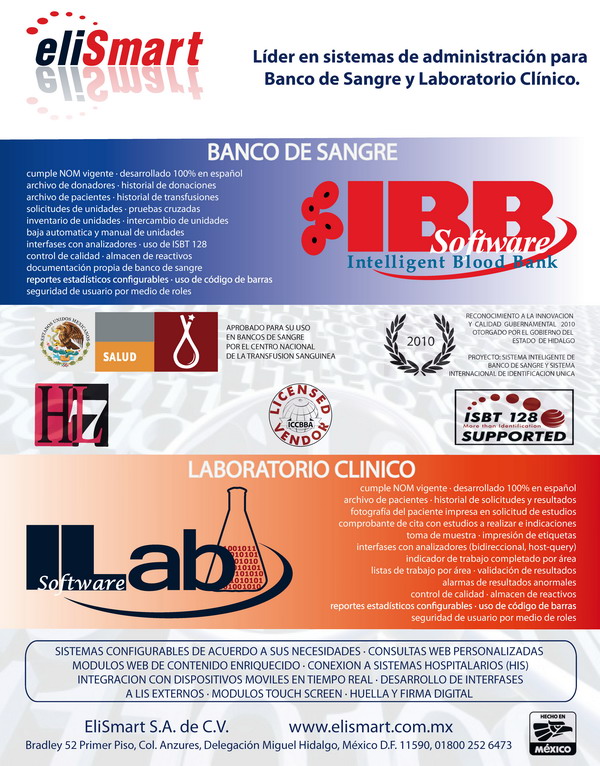 eliSmart
Líder en sistemas de administración para
Banco de Sangre y Laboratorio Clínico.
BANCO DE SANGRE
cumple NOM vigente · desarrollado 100% en español
archivo de donadores · historial de donaciones
archivo de pacientes · historial de transfusiones
solicitudes de unidades · pruebas cruzadas
inventario de unidades · intercambio de unidades
baja automatica y manual de unidades
interfases con analizadores · uso de ISBT 128
control de calidad · almacen de reactivos
documentación propia de banco de sangre
reportes estadísticos configurables · uso de código de barras
seguridad de usuario por medio de roles
IBB
Software
Intelligent Blood Bank
ESTADOS UNIDOS MEXICANOS
SALUD
APROBADO PARA SU USO
EN BANCOS DE SANGRE
POR EL CENTRO NACIONAL
DE LA TRANSFUSION SANGUINEA
2010
RECONOCIMIENTO A LA INNOVACION
Y CALIDAD GUBERNAMENTAL 2010
OTORGADO POR EL GOBIERNO DEL
ESTADO DE HIDALGO
PROYECTO: SISTEMA INTELIGENTE DE
BANCO DE SANGRE Y SISTEMA
INTERNACIONAL DE IDENTIFICACION UNICA
HL7
LICENSED
ICCBBA
VENDOR
ISBT 128
More than Identification
SUPPORTED
LABORATORIO CLINICO
cumple NOM vigente · desarrollado 100% en español
archivo de pacientes · historial de solicitudes y resultados
fotografía del paciente impresa en solicitud de estudios
comprobante de cita con estudios a realizar e indicaciones
toma de muestra · impresión de etiquetas
interfases con analizadores (bidireccional, host-query)
indicador de trabajo completado por área
listas de trabajo por área · validación de resultados
alarmas de resultados anormales
control de calidad · almacen de reactivos
reportes estadísticos configurables · uso de código de barras
seguridad de usuario por medio de roles
ILab
Software
SISTEMAS CONFIGURABLES DE ACUERDO A SUS NECESIDADES · CONSULTAS WEB PERSONALIZADAS
MODULOS WEB DE CONTENIDO ENRIQUECIDO · CONEXION A SISTEMAS HOSPITALARIOS (HIS)
INTEGRACION CON DISPOSITIVOS MOVILES EN TIEMPO REAL · DESARROLLO DE INTERFASES
A LIS EXTERNOS · MODULOS TOUCH SCREEN · HUELLA Y FIRMA DIGITAL
EliSmart S.A. de C.V. www.elismart.com.mx
Bradley 52 Primer Piso, Col. Anzures, Delegación Miguel Hidalgo, México D.F. 11590, 01800 252 6473
HECHO EN
MÉXICO